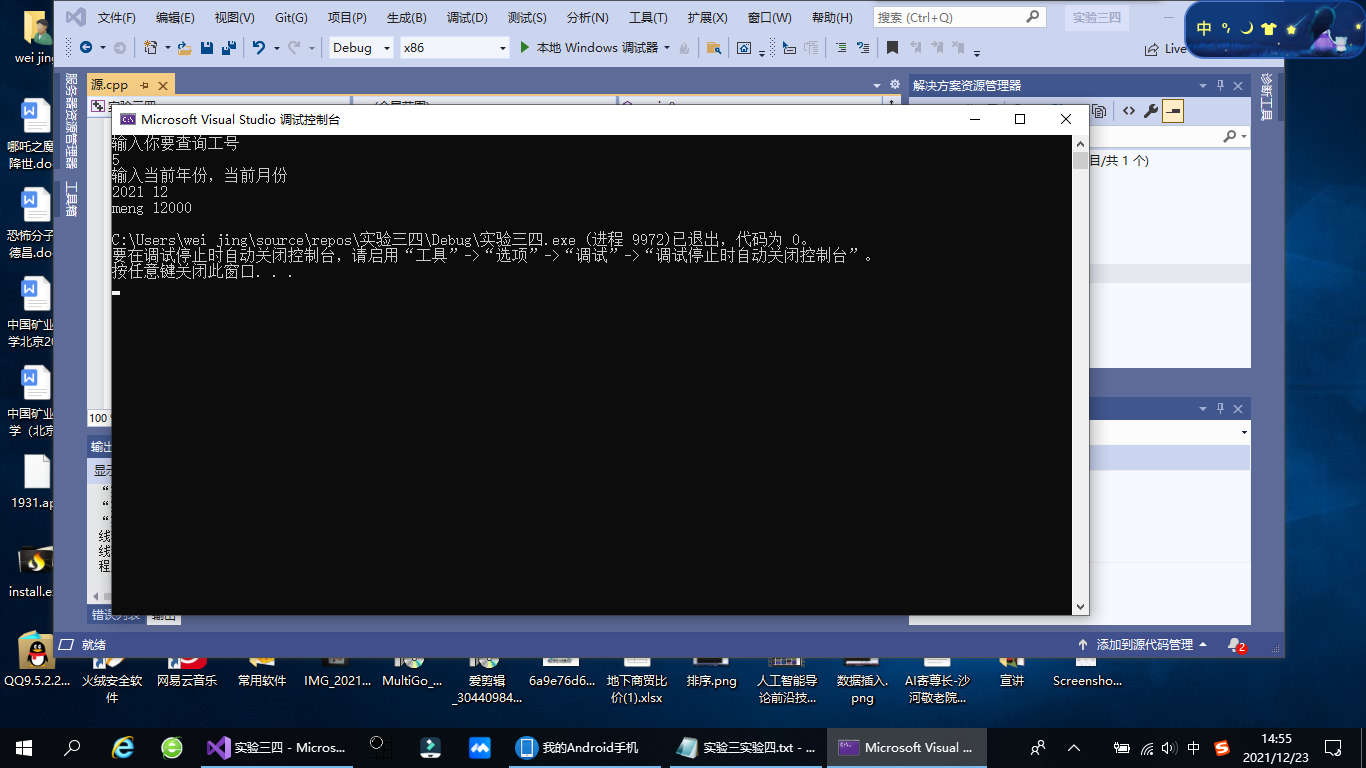 文件(F) 编辑(E) 视图(V) Git(G) 项目(P) 生成(B) 调试(D) 测试(S) 分析(N) 工具(T) 扩展(X) 窗口(W) 帮助(H) 搜索 (Ctrl+Q) 实验三四
中
Debug x86 本地 Windows 调试器 Live
wei jing
哪吒之魔
降世.do
恐怖分子
德昌.do
中国矿业
学北京20
中国矿业
学（北京
1931.ap
install.ex
服务器资源管理器
工具箱
源.cpp
解决方案资源管理器
诊断工具
Microsoft Visual Studio 调试控制台
输入你要查询工号
5
输入当前年份，当前月份
2021 12
meng 12000
C:\Users\wei jing\source\repos\实验三四\Debug\实验三四.exe (进程 9972)已退出，代码为 0。
要在调试停止时自动关闭控制台，请启用“工具”->“选项”->“调试”->“调试停止时自动关闭控制台”。
按任意键关闭此窗口. . .
目/共 1 个)
100
输出
显示
线
线
程
错误列表 输出
就绪
添加到源代码管理
2
QQ9.5.2.2...
火绒安全软
件
网易云音乐
常用软件
IMG_2021...
MultiGo_...
爱剪辑
_30440984...
6a9e76d6...
地下商贸比
价(1).xlsx
排序.png
人工智能导
论前沿技...
数据插入.
png
AI寄尊长-沙
河敬老院...
宣讲
Screensho...
实验三四 - Micros...
我的Android手机
实验三实验四.txt - ...
Microsoft Visual ...
中
14:55
2021/12/23